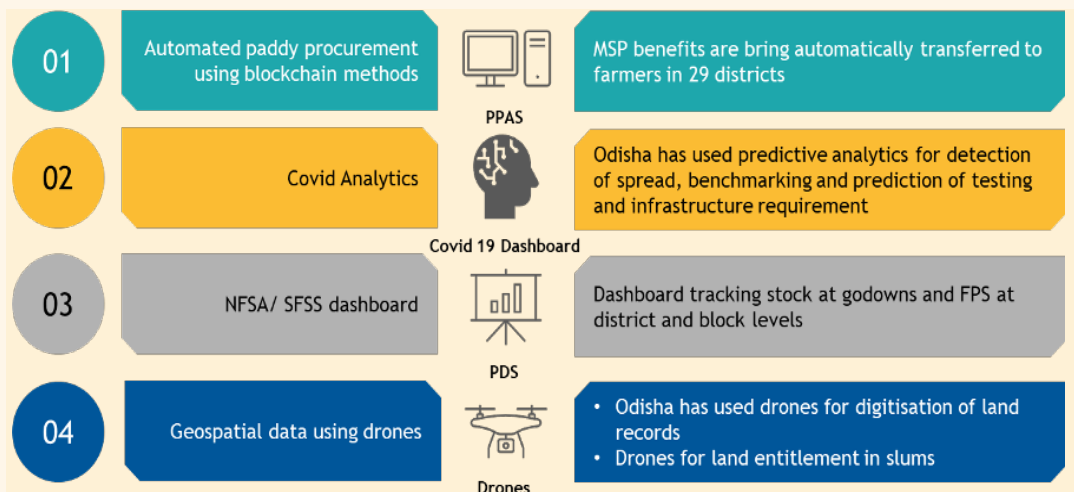 01
Automated paddy procurement
using blockchain methods
PPAS
MSP benefits are bring automatically transferred to
farmers in 29 districts
02
Covid Analytics
Covid 19 Dashboard
Odisha has used predictive analytics for detection
of spread, benchmarking and prediction of testing
and infrastructure requirement
03
NFSA/ SFSS dashboard
PDS
Dashboard tracking stock at godowns and FPS at
district and block levels
04
Geospatial data using drones
Drones
• Odisha has used drones for digitisation of land
records
• Drones for land entitlement in slums